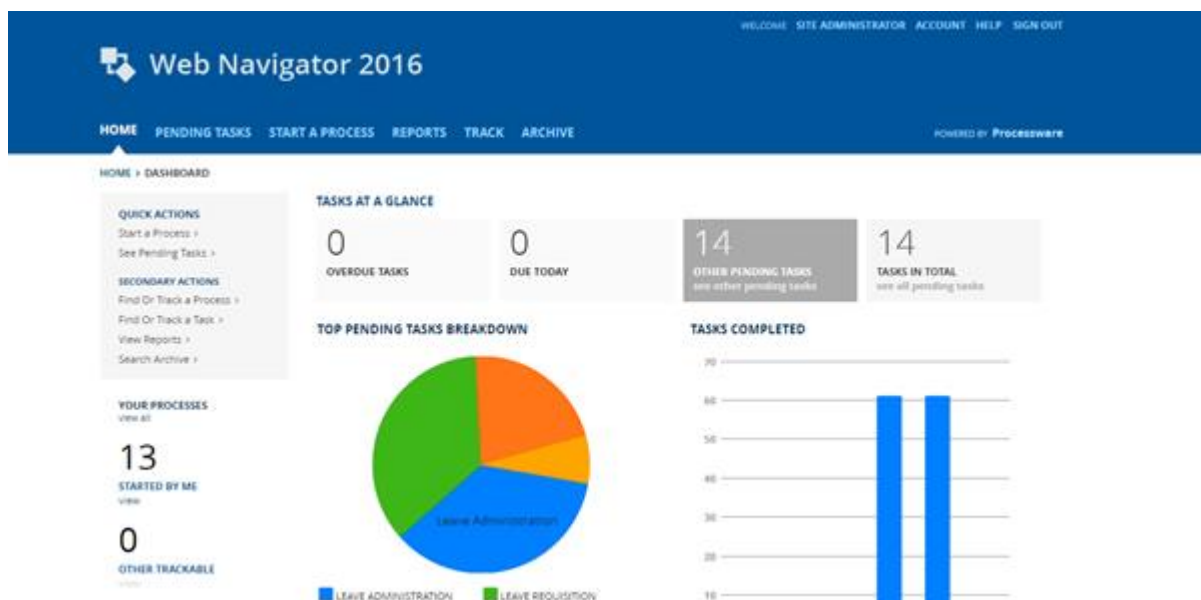 WELCOME SITE ADMINISTRATOR ACCOUNT HELP SIGN OUT
Web Navigator 2016
HOME PENDING TASKS START A PROCESS REPORTS TRACK ARCHIVE
POWERED BY Processware
HOME > DASHBOARD
QUICK ACTIONS
Start a Process >
See Pending Tasks >
SECONDARY ACTIONS
Find Or Track a Process >
Find Or Track a Task >
View Reports >
Search Archive >
YOUR PROCESSES
view all
13
STARTED BY ME
view
0
OTHER TRACKABLE
view
TASKS AT A GLANCE
0
OVERDUE TASKS
0
DUE TODAY
14
OTHER PENDING TASKS
see other pending tasks
14
TASKS IN TOTAL
see all pending tasks
TOP PENDING TASKS BREAKDOWN
Leave Administration
LEAVE ADMINISTRATION
LEAVE REQUISITION
TASKS COMPLETED
70
60
50
40
30
20
10